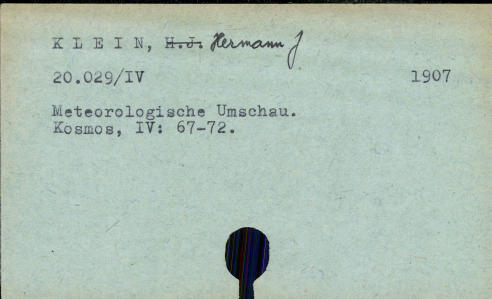 K L E I N, H.J. Hermann J
20.029/IV 1907
Meteorologische Umschau.
Kosmos, IV: 67-72.